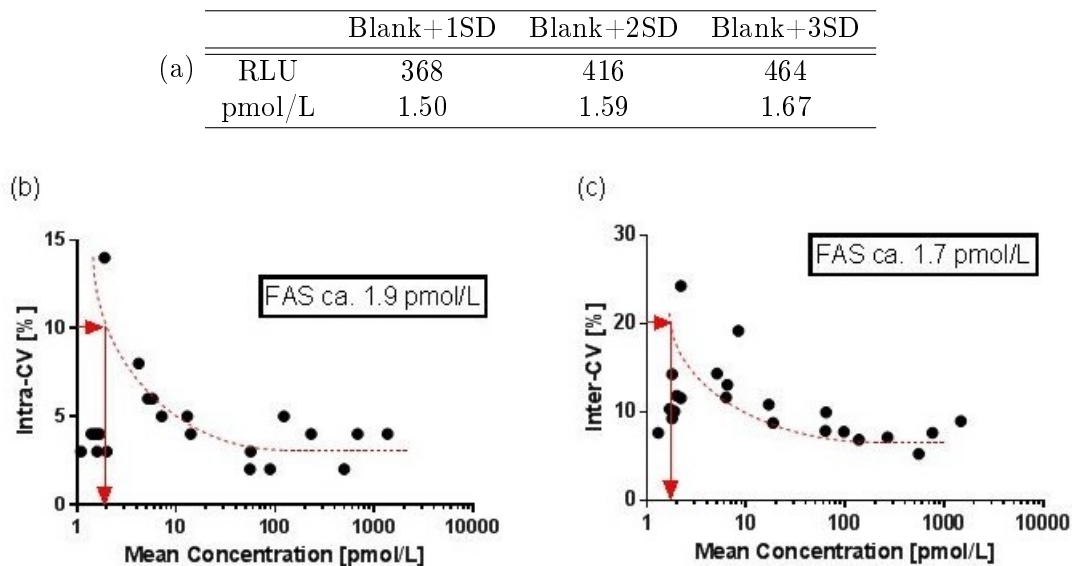 Blank+1SD Blank+2SD Blank+3SD
(a) RLU 368 416 464
pmol/L 1.50 1.59 1.67
(b)
15
10
5
0
Intra-CV [%]
FAS ca. 1.9 pmol/L
1 10 100 1000 10000
Mean Concentration [pmol/L]
(c)
30
20
10
0
Inter-CV [%]
FAS ca. 1.7 pmol/L
1 10 100 1000 10000
Mean Concentration [pmol/L]